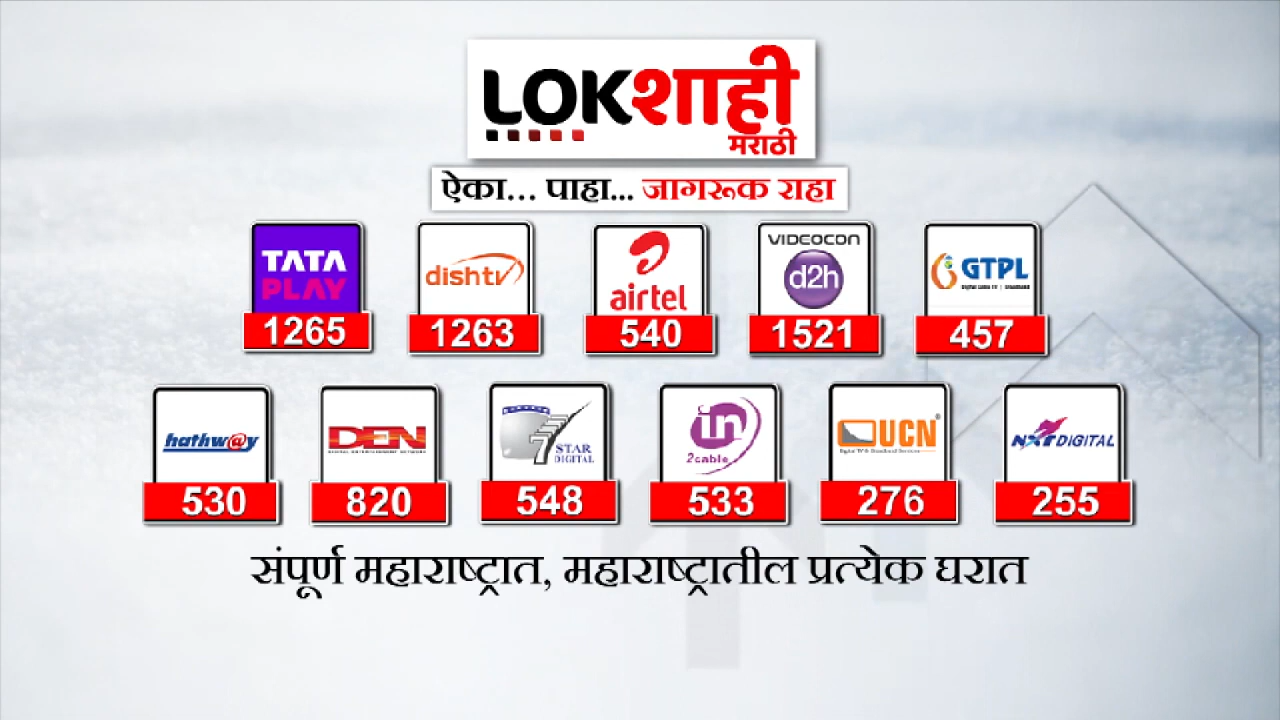 LOKशाही
मराठी
ऐका... पाहा... जागरूक राहा
TATA PLAY
1265
dishtv
1263
airtel
540
VIDEOCON d2h
1521
GTPL
457
hathw@y
530
DEN
820
7 STAR DIGITAL
548
in 2cable
533
UCN
276
NXT DIGITAL
255
संपूर्ण महाराष्ट्रात, महाराष्ट्रातील प्रत्येक घरात